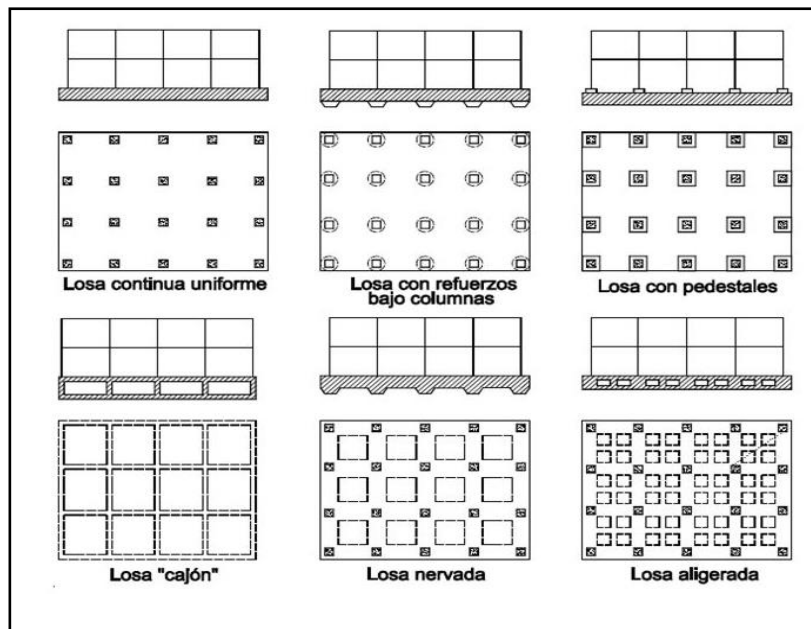 Losa continua uniforme
Losa con refuerzos
bajo columnas
Losa con pedestales
Losa "cajón"
Losa nervada
Losa aligerada